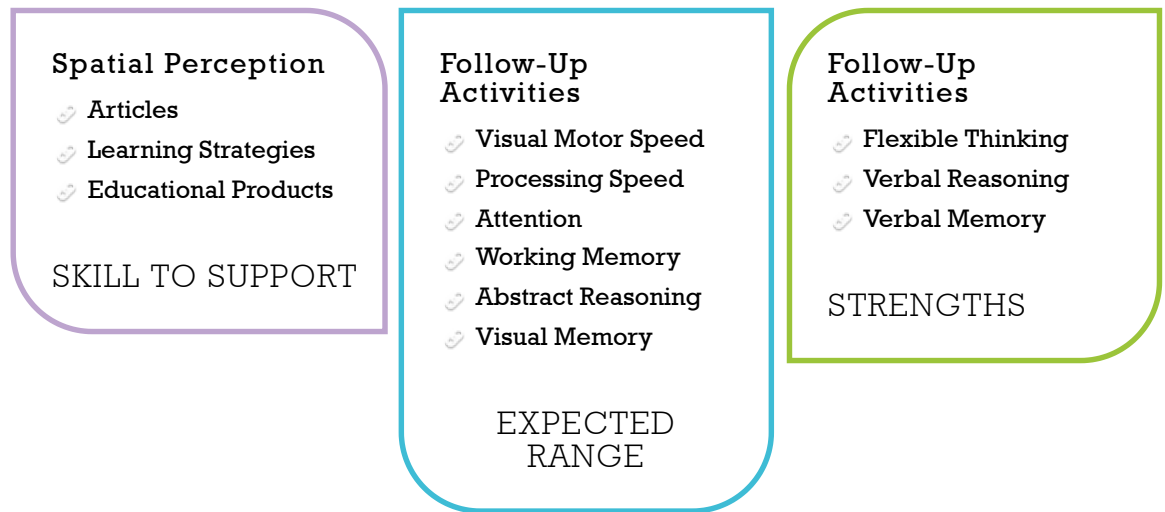 Spatial Perception
Articles
Learning Strategies
Educational Products
SKILL TO SUPPORT
Follow-Up
Activities
Visual Motor Speed
Processing Speed
Attention
Working Memory
Abstract Reasoning
Visual Memory
EXPECTED
RANGE
Follow-Up
Activities
Flexible Thinking
Verbal Reasoning
Verbal Memory
STRENGTHS